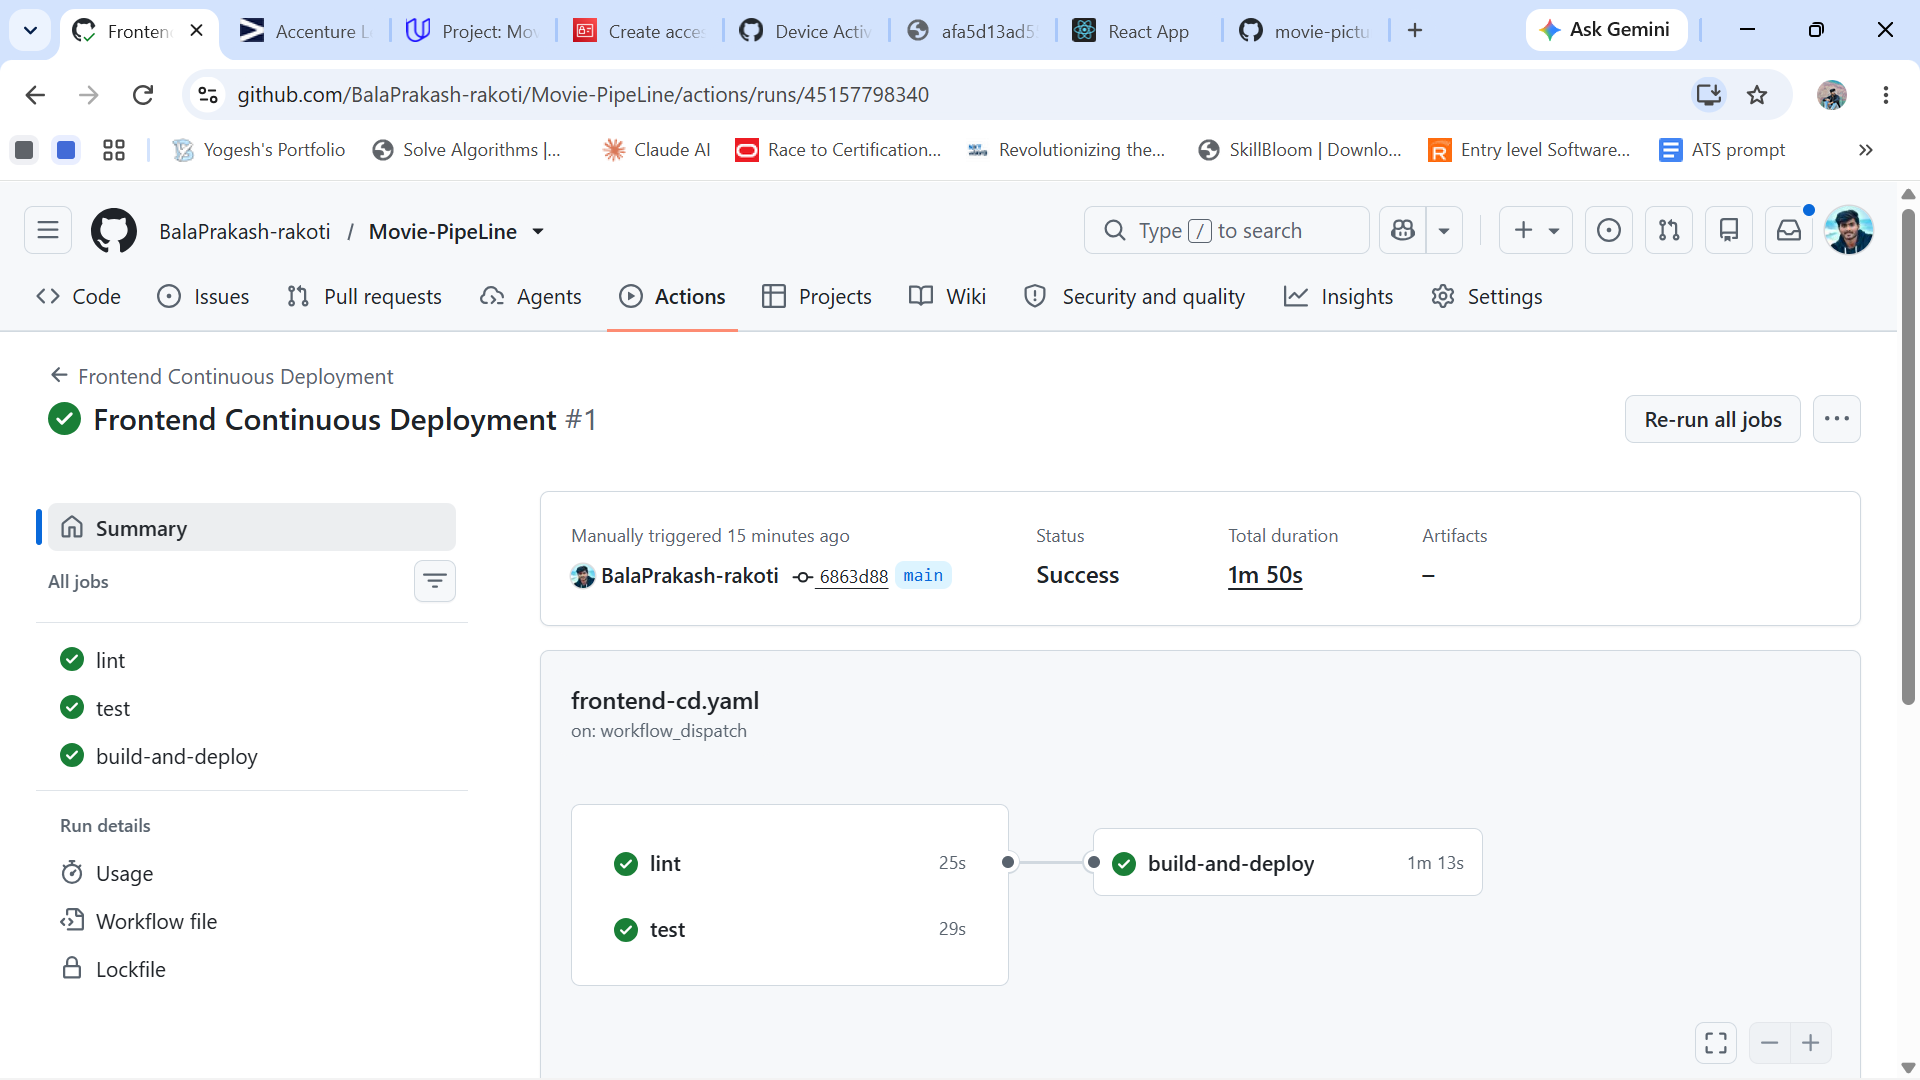 Fronten
Accenture L
Project: Mov
Create acces
Device Activ
afa5d13ad5
React App
movie-pictu
Ask Gemini
github.com/BalaPrakash-rakoti/Movie-PipeLine/actions/runs/45157798340
Yogesh's Portfolio
Solve Algorithms |...
Claude AI
Race to Certification...
Revolutionizing the...
SkillBloom | Downlo...
Entry level Software...
ATS prompt
BalaPrakash-rakoti / Movie-PipeLine
Type / to search
Code
Issues
Pull requests
Agents
Actions
Projects
Wiki
Security and quality
Insights
Settings
Frontend Continuous Deployment
Frontend Continuous Deployment #1
Re-run all jobs
Summary
All jobs
lint
test
build-and-deploy
Run details
Usage
Workflow file
Lockfile
Manually triggered 15 minutes ago
BalaPrakash-rakoti 6863d88 main
Status
Success
Total duration
1m 50s
Artifacts
–
frontend-cd.yaml
on: workflow_dispatch
lint 25s
test 29s
build-and-deploy 1m 13s